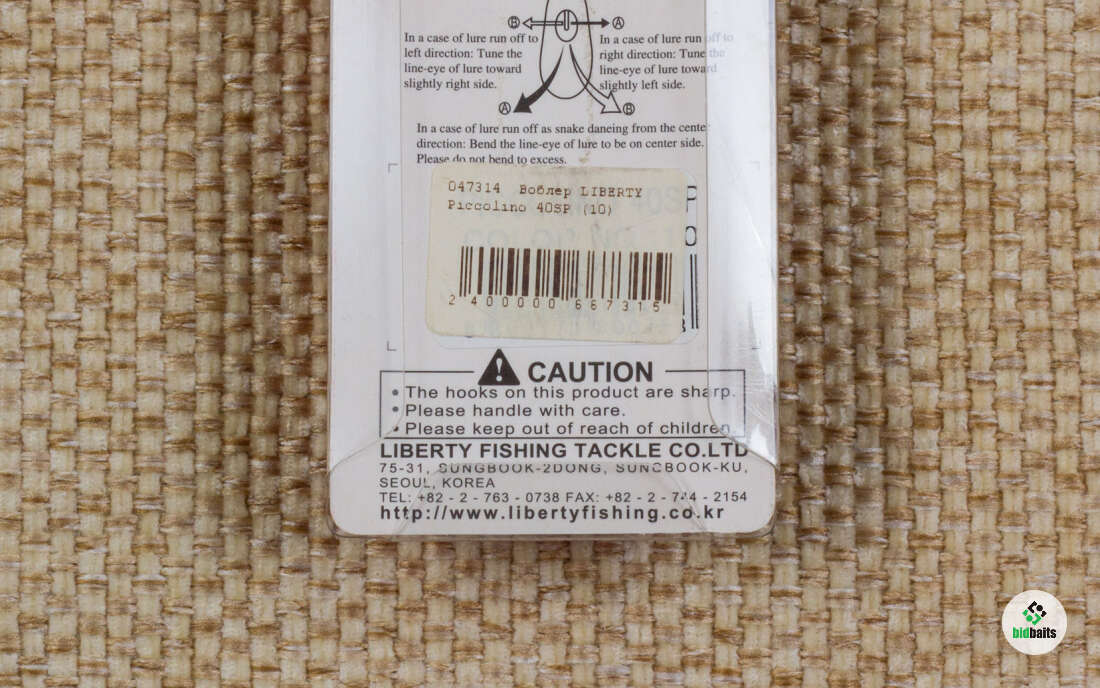 B A
In a case of lure run off to
left direction: Tune the
line-eye of lure toward
slightly right side.
In a case of lure run off to
right direction: Tune the
line-eye of lure toward
slightly left side.
A B
In a case of lure run off as snake daneing from the center
direction: Bend the line-eye of lure to be on center side.
Please do not bend to excess.
047314 Воблер LIBERTY
Piccolino 40SP (10)
2 400000 667315
CAUTION
• The hooks on this product are sharp.
• Please handle with care.
• Please keep out of reach of children.
LIBERTY FISHING TACKLE CO.LTD
75-31, SUNGBOOK-2DONG, SUNGBOOK-KU,
SEOUL, KOREA
TEL: +82 - 2 - 763 - 0738 FAX: +82 - 2 - 744 - 2154
http://www.libertyfishing.co.kr
bidbaits